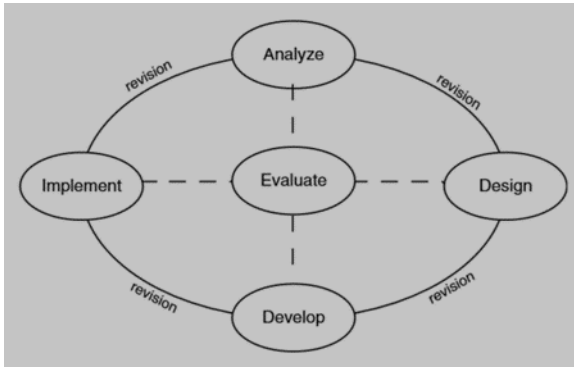 Analyze
revision
revision
Implement
Evaluate
Design
revision
revision
Develop